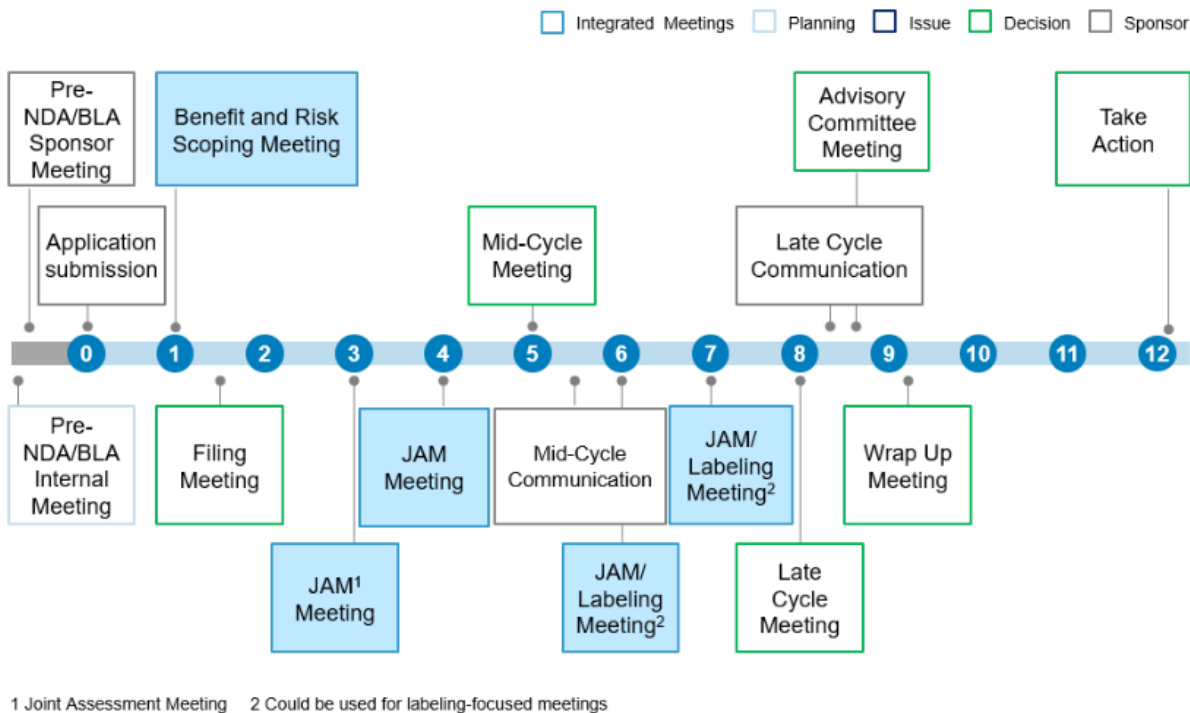 Integrated Meetings
Planning
Issue
Decision
Sponsor
Pre-
NDA/BLA
Sponsor
Meeting
Benefit and Risk
Scoping Meeting
Advisory
Committee
Meeting
Take
Action
Application
submission
Mid-Cycle
Meeting
Late Cycle
Communication
0 1 2 3 4 5 6 7 8 9 10 11 12
Pre-
NDA/BLA
Internal
Meeting
Filing
Meeting
JAM
Meeting
Mid-Cycle
Communication
JAM/
Labeling
Meeting²
Wrap Up
Meeting
JAM¹
Meeting
JAM/
Labeling
Meeting²
Late
Cycle
Meeting
1 Joint Assessment Meeting 2 Could be used for labeling-focused meetings